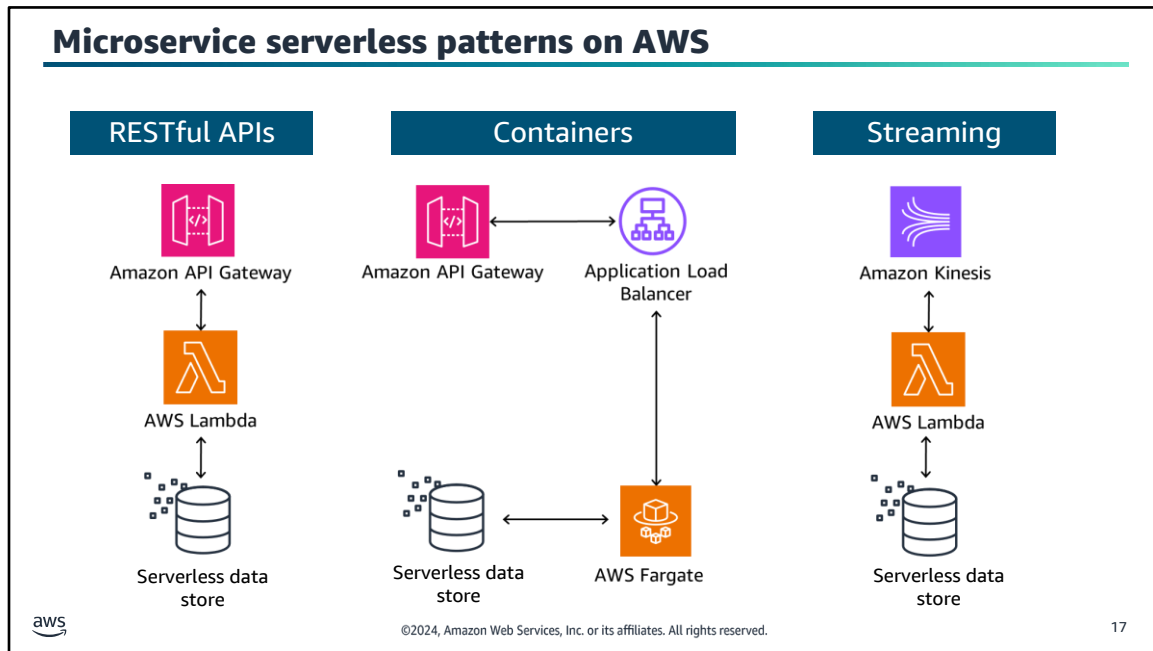 Microservice serverless patterns on AWS
RESTful APIs
Amazon API Gateway
AWS Lambda
Serverless data
store
Containers
Amazon API Gateway
Application Load
Balancer
Serverless data
store
AWS Fargate
Streaming
Amazon Kinesis
AWS Lambda
Serverless data
store
aws
©2024, Amazon Web Services, Inc. or its affiliates. All rights reserved.
17